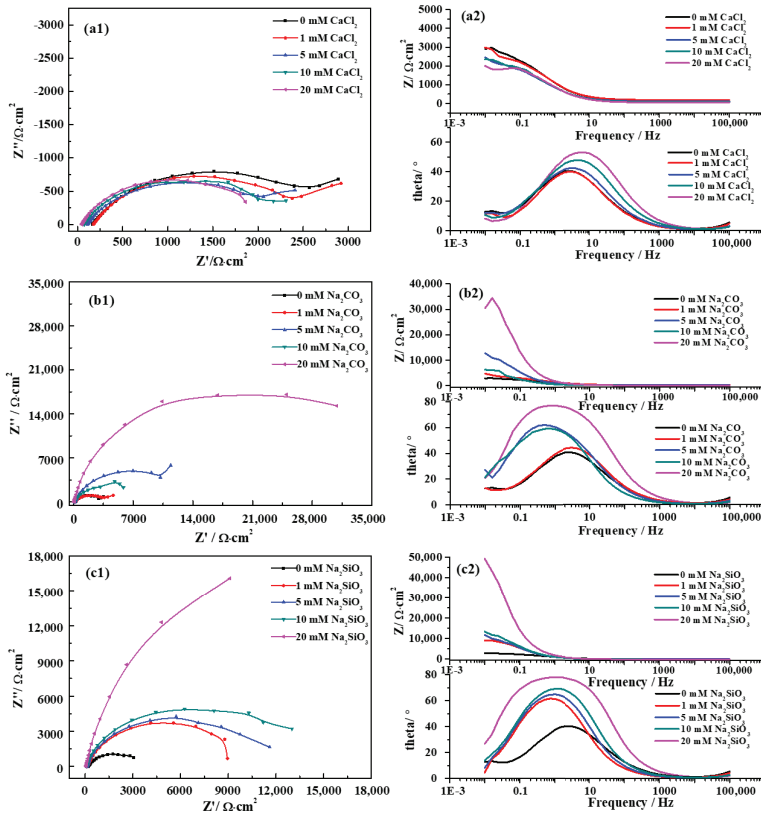 (a1)
0 mM CaCl₂
1 mM CaCl₂
5 mM CaCl₂
10 mM CaCl₂
20 mM CaCl₂
-3000
-2500
-2000
-1500
-1000
-500
0
Z''/Ω·cm²
0 500 1000 1500 2000 2500 3000
Z'/Ω·cm²
(a2)
0 mM CaCl₂
1 mM CaCl₂
5 mM CaCl₂
10 mM CaCl₂
20 mM CaCl₂
5000
4000
3000
2000
1000
0
Z/ Ω·cm²
1E-3 0.1 10 1000 100,000
Frequency / Hz
0 mM CaCl₂
1 mM CaCl₂
5 mM CaCl₂
10 mM CaCl₂
20 mM CaCl₂
60
40
20
0
theta/ °
1E-3 0.1 10 1000 100,000
Frequency / Hz
(b1)
0 mM Na₂CO₃
1 mM Na₂CO₃
5 mM Na₂CO₃
10 mM Na₂CO₃
20 mM Na₂CO₃
35,000
28,000
21,000
14,000
7000
0
Z'' / Ω·cm²
0 7000 14,000 21,000 28,000 35,000
Z' / Ω·cm²
(b2)
0 mM Na₂CO₃
1 mM Na₂CO₃
5 mM Na₂CO₃
10 mM Na₂CO₃
20 mM Na₂CO₃
40,000
30,000
20,000
10,000
0
Z/ Ω·cm²
1E-3 0.1 10 1000 100,000
Frequency / Hz
0 mM Na₂CO₃
1 mM Na₂CO₃
5 mM Na₂CO₃
10 mM Na₂CO₃
20 mM Na₂CO₃
80
60
40
20
0
theta/ °
1E-3 0.1 10 1000 100,000
Frequency / Hz
(c1)
0 mM Na₂SiO₃
1 mM Na₂SiO₃
5 mM Na₂SiO₃
10 mM Na₂SiO₃
20 mM Na₂SiO₃
18,000
15,000
12,000
9000
6000
3000
0
Z''/ Ω·cm²
0 3000 6000 9000 12,000 15,000 18,000
Z'/ Ω·cm²
(c2)
0 mM Na₂SiO₃
1 mM Na₂SiO₃
5 mM Na₂SiO₃
10 mM Na₂SiO₃
20 mM Na₂SiO₃
50,000
40,000
30,000
20,000
10,000
0
Z/ Ω·cm²
1E-3 0.1 10 1000 100,000
Frequency / Hz
0 mM Na₂SiO₃
1 mM Na₂SiO₃
5 mM Na₂SiO₃
10 mM Na₂SiO₃
20 mM Na₂SiO₃
80
60
40
20
0
theta/ °
1E-3 0.1 10 1000 100,000
Frequency / Hz